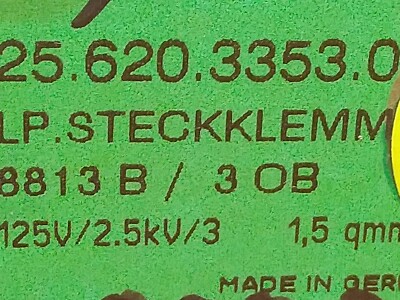 25.620.3353.0
LP.STECKKLEMM
8813 B / 3 OB
125V/2.5kV/3 1,5 qmm
MADE IN GER